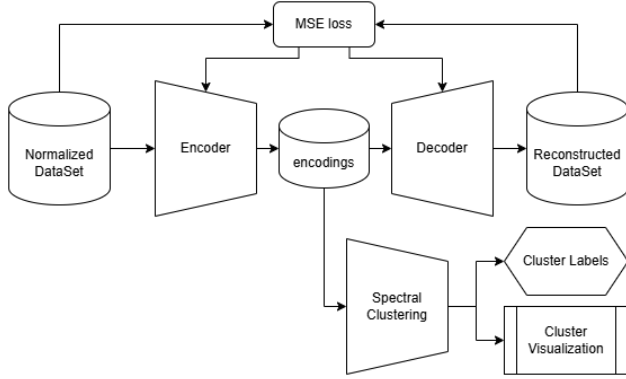 MSE loss
Normalized
DataSet
Encoder
encodings
Decoder
Reconstructed
DataSet
Spectral
Clustering
Cluster Labels
Cluster
Visualization